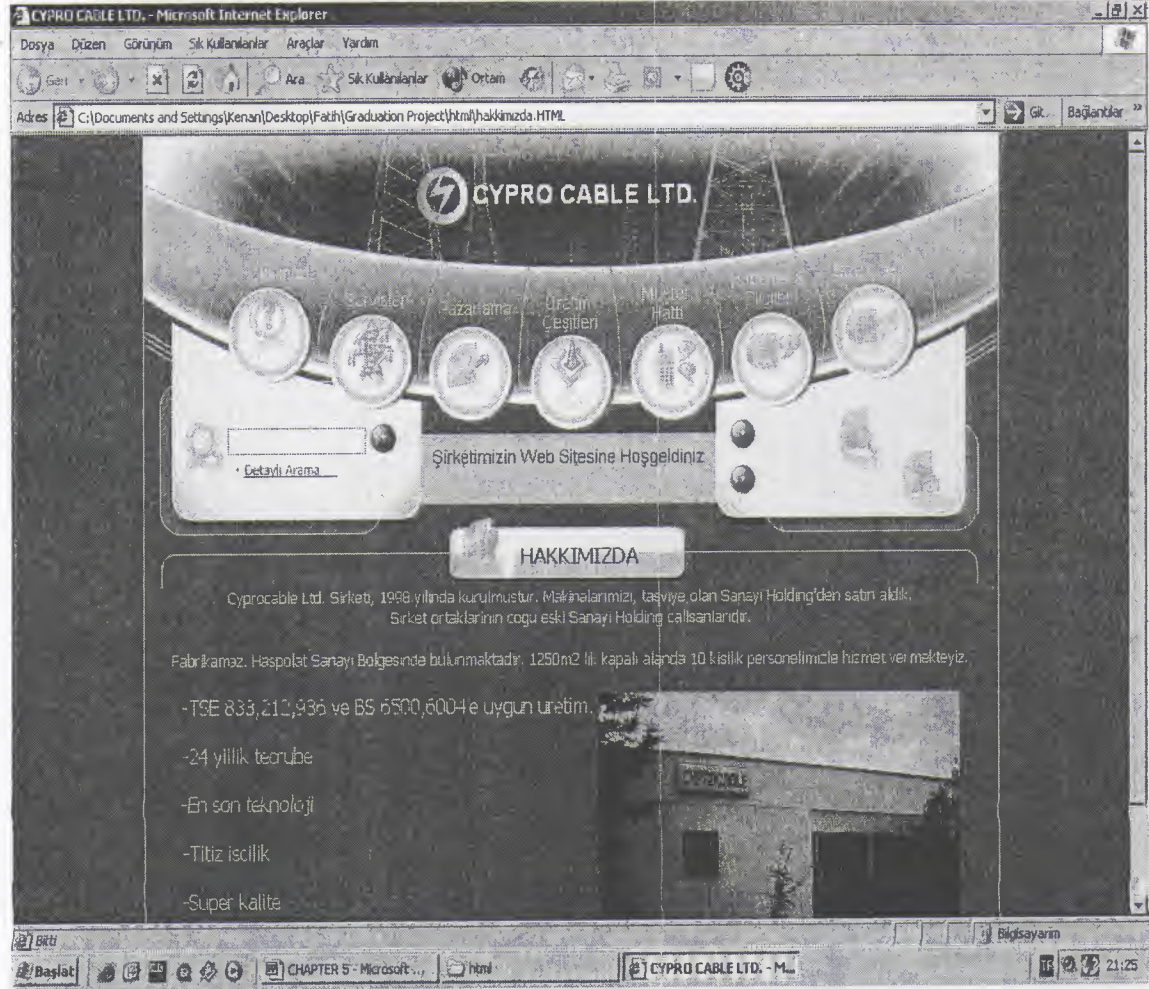 CYPRO CABLE LTD. - Microsoft Internet Explorer
Dosya Düzen Görünüm Sık Kullanılanlar Araçlar Yardım
Geri Ara Sık Kullanılanlar Ortam
Adres C:\Documents and Settings\Kenan\Desktop\Fatih\Graduation Project\html\hakkimizda.HTML Git Bağlantılar »
CYPRO CABLE LTD.
Servisler Pazarlama Üretim Çeşitleri Hattı
• Detaylı Arama
Şirketimizin Web Sitesine Hoşgeldiniz
HAKKIMIZDA
Cyprocable Ltd. Sirketi, 1998 yilinda kurulmustur. Makinalarimizi, tasviye olan Sanayi Holding'den satin aldik.
Sirket ortaklarinin cogu eski Sanayi Holding calisanlaridir.
Fabrikamaz. Haspolat Sanayi Bolgesinde bulunmaktadir. 1250m2 lik kapali alanda 10 kisilik personelimizle hizmet vermekteyiz.
-TSE 833,212,936 ve BS 6500,6004'e uygun uretim.
-24 yillik tecrube
-En son teknoloji
-Titiz iscilik
-Super kalite
CYPROCABLE
Bitti Bilgisayarım
Başlat CHAPTER 5 - Microsoft ... html CYPRO CABLE LTD. - M... TR 21:25